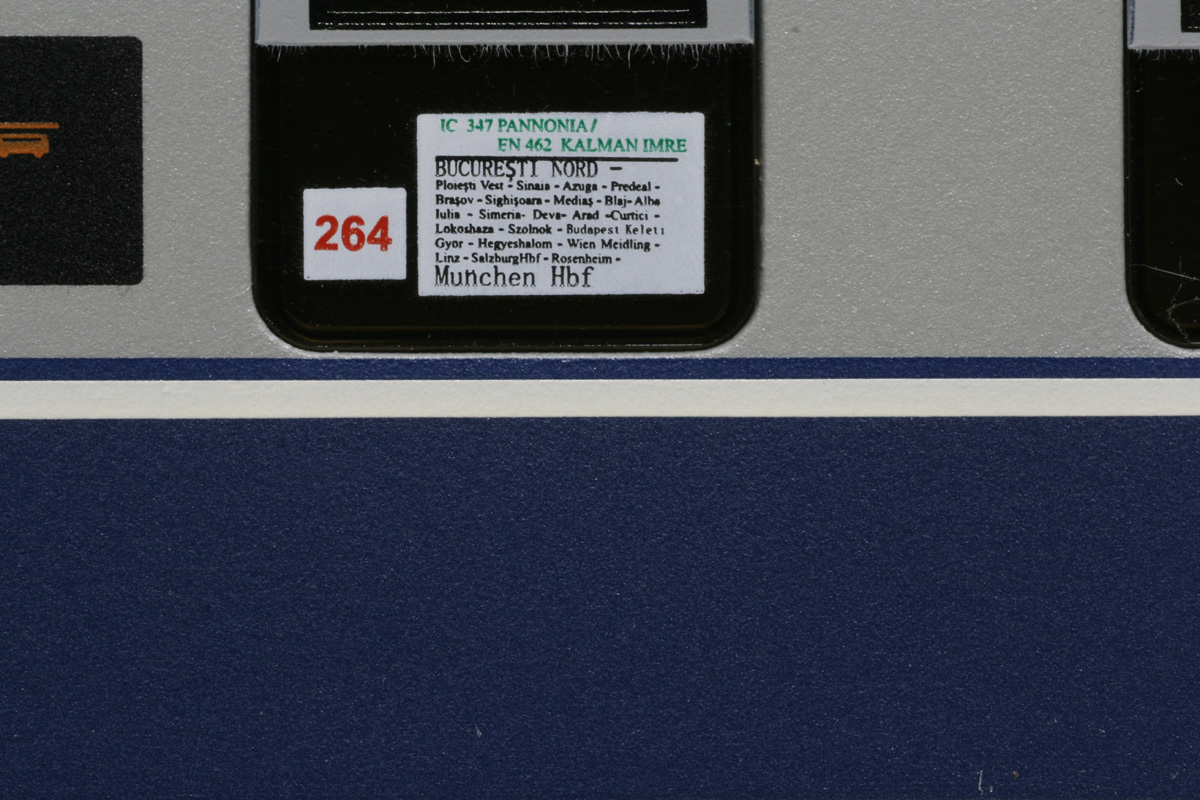 IC 347 PANNONIA/
EN 462 KALMAN IMRE
BUCUREŞTI NORD -
Ploieşti Vest - Sinaia - Azuga - Predeal -
Braşov - Sighişoara - Mediaş - Blaj- Alba
Iulia - Simeria- Deva- Arad -Curtici -
Lokoshaza - Szolnok - Budapest Keleti
Gyor - Hegyeshalom - Wien Meidling -
Linz - SalzburgHbf - Rosenheim -
Munchen Hbf
264